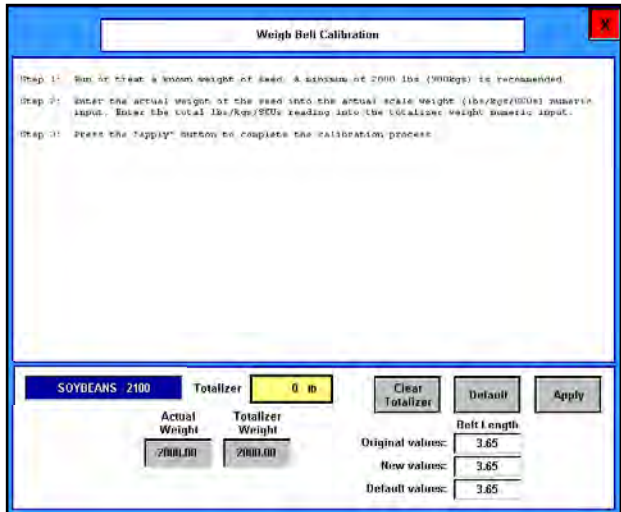 Weigh Belt Calibration
X
Step 1: Run or treat a known weight of seed. A minimum of 2000 lbs (900kgs) is recommended
Step 2: Enter the actual weight of the seed into the actual scale weight (lbs/kgs/SCUs) numeric
input. Enter the total lbs/kgs/SCUs reading into the totalizer weight numeric input.
Step 3: Press the "Apply" button to complete the calibration process
SOYBEANS 2100 Totalizer 0 Clear Totalizer Default Apply
Actual Weight Totalizer Weight Belt Length
2000.00 2000.00 Original values: 3.65
New values: 3.65
Default values: 3.65